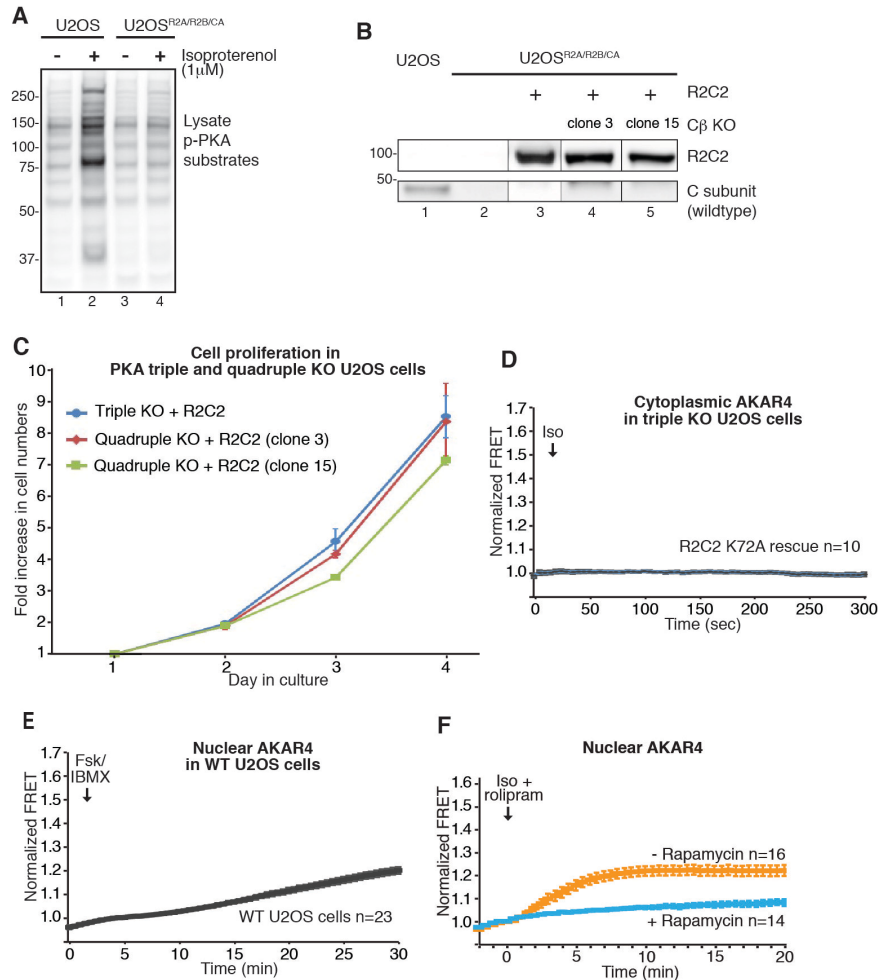 A
U2OS U2OSR2A/R2B/CA
- + - + Isoproterenol
(1µM)
250-
150-
100-
75-
50-
37-
Lysate
p-PKA
substrates
1 2 3 4
B
U2OS U2OSR2A/R2B/CA
+ + + R2C2
clone 3 clone 15 Cβ KO
100- R2C2
50-
C subunit
(wildtype)
1 2 3 4 5
C
Cell proliferation in
PKA triple and quadruple KO U2OS cells
Triple KO + R2C2
Quadruple KO + R2C2 (clone 3)
Quadruple KO + R2C2 (clone 15)
Fold increase in cell numbers
10
9
8
7
6
5
4
3
2
1
1 2 3 4
Day in culture
D
Cytoplasmic AKAR4
in triple KO U2OS cells
Normalized FRET
1.7
1.6
1.5
1.4
1.3
1.2
1.1
1.0
Iso
R2C2 K72A rescue n=10
0 50 100 150 200 250 300
Time (sec)
E
Nuclear AKAR4
in WT U2OS cells
Normalized FRET
1.7
1.6
1.5
1.4
1.3
1.2
1.1
1.0
Fsk/
IBMX
WT U2OS cells n=23
0 5 10 15 20 25 30
Time (min)
F
Nuclear AKAR4
Normalized FRET
1.6
1.5
1.4
1.3
1.2
1.1
1.0
Iso +
rolipram
- Rapamycin n=16
+ Rapamycin n=14
0 5 10 15 20
Time (min)